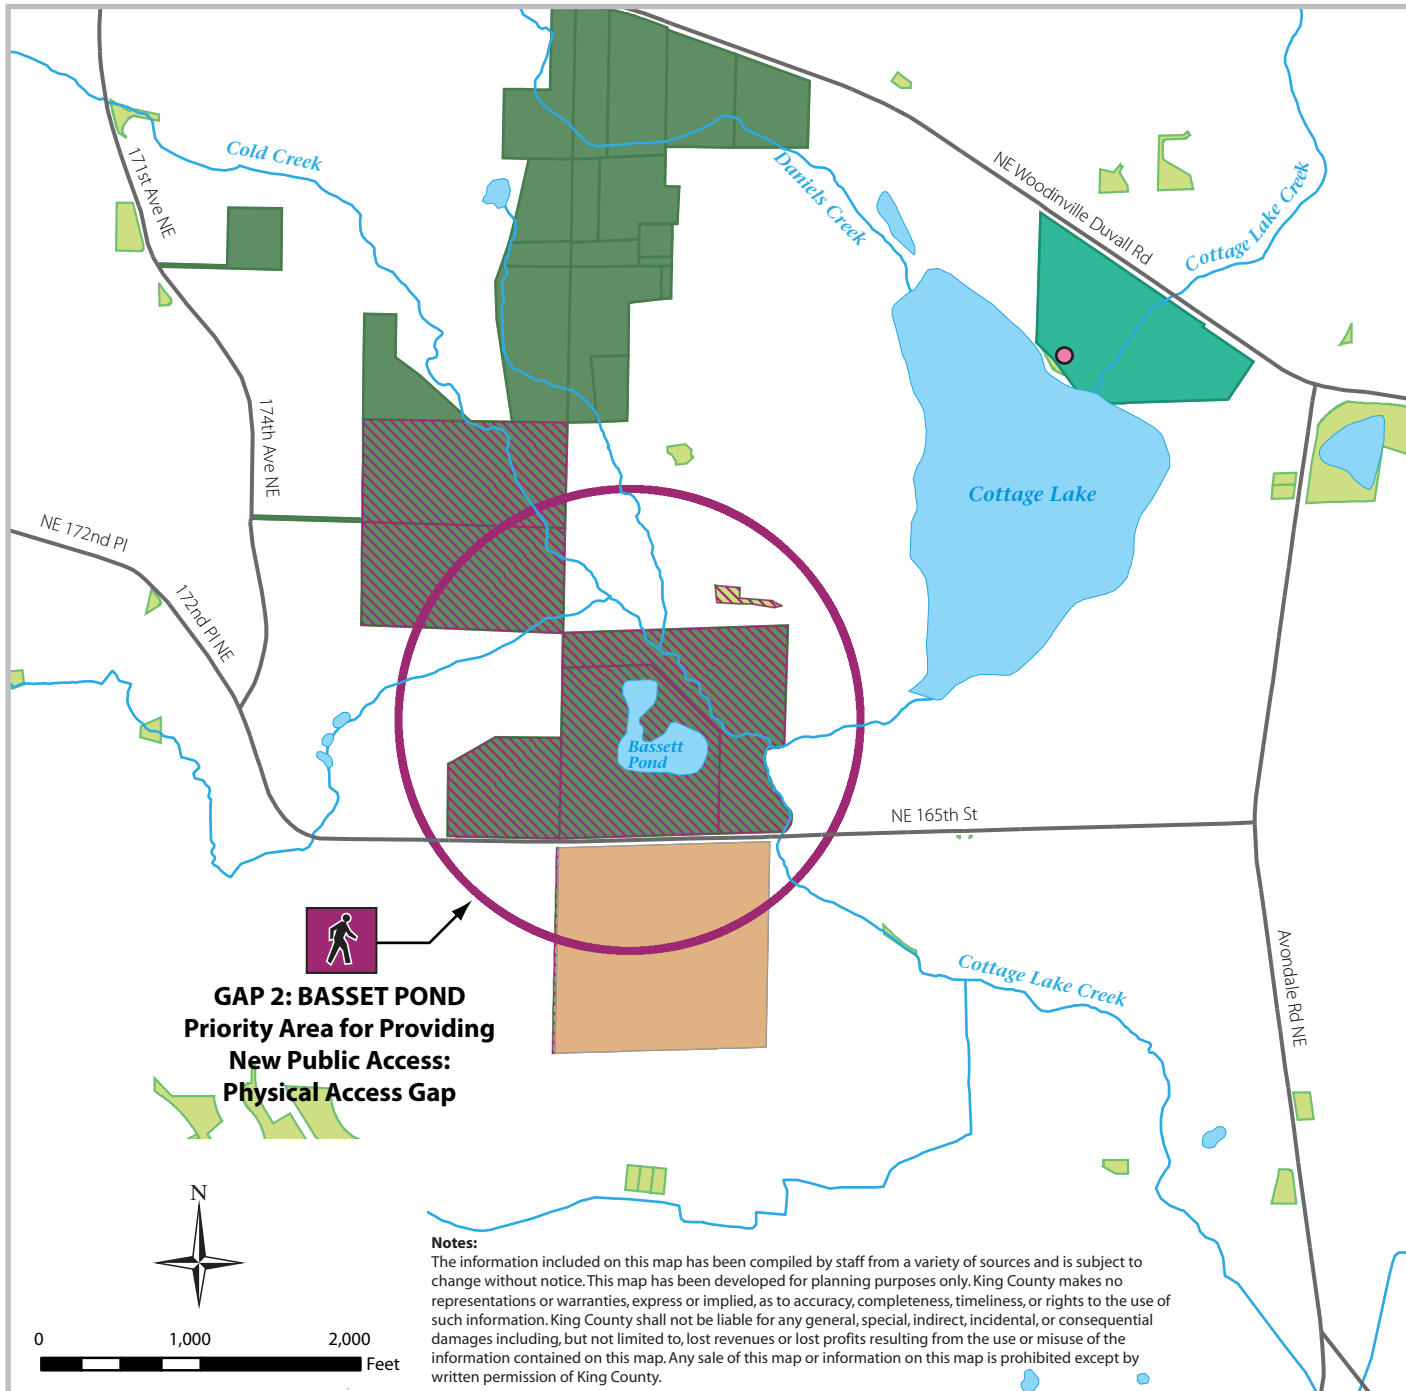 Cold Creek
171st Ave NE
Daniels Creek
NE Woodinville Duvall Rd
Cottage Lake Creek
174th Ave NE
Cottage Lake
NE 172nd Pl
172nd Pl NE
Bassett
Pond
NE 165th St
GAP 2: BASSET POND
Priority Area for Providing
New Public Access:
Physical Access Gap
Cottage Lake Creek
Avondale Rd NE
N
0 1,000 2,000
Feet
Notes:
The information included on this map has been compiled by staff from a variety of sources and is subject to
change without notice. This map has been developed for planning purposes only. King County makes no
representations or warranties, express or implied, as to accuracy, completeness, timeliness, or rights to the use of
such information. King County shall not be liable for any general, special, indirect, incidental, or consequential
damages including, but not limited to, lost revenues or lost profits resulting from the use or misuse of the
information contained on this map. Any sale of this map or information on this map is prohibited except by
written permission of King County.